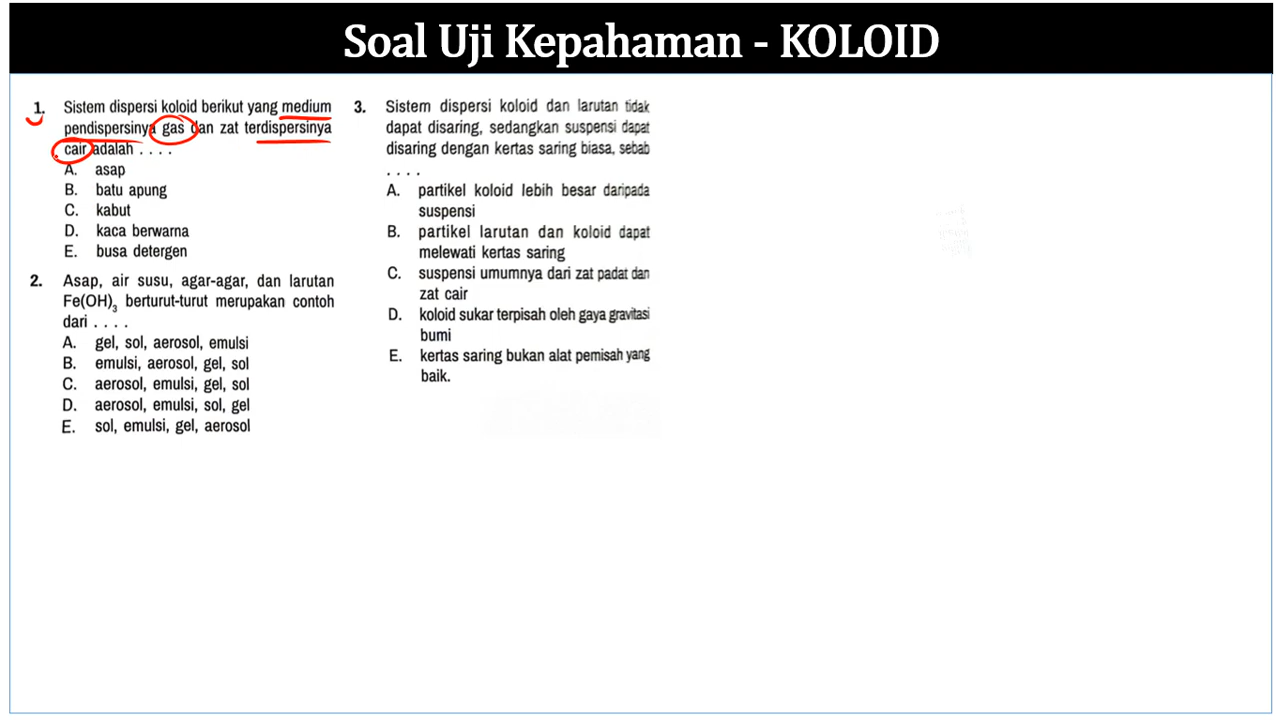 Soal Uji Kepahaman - KOLOID
1. Sistem dispersi koloid berikut yang medium
pendispersinya gas dan zat terdispersinya
cair adalah . . . .
A. asap
B. batu apung
C. kabut
D. kaca berwarna
E. busa detergen
2. Asap, air susu, agar-agar, dan larutan
Fe(OH)₃ berturut-turut merupakan contoh
dari . . . .
A. gel, sol, aerosol, emulsi
B. emulsi, aerosol, gel, sol
C. aerosol, emulsi, gel, sol
D. aerosol, emulsi, sol, gel
E. sol, emulsi, gel, aerosol
3. Sistem dispersi koloid dan larutan tidak
dapat disaring, sedangkan suspensi dapat
disaring dengan kertas saring biasa, sebab
. . . .
A. partikel koloid lebih besar daripada
suspensi
B. partikel larutan dan koloid dapat
melewati kertas saring
C. suspensi umumnya dari zat padat dan
zat cair
D. koloid sukar terpisah oleh gaya gravitasi
bumi
E. kertas saring bukan alat pemisah yang
baik.